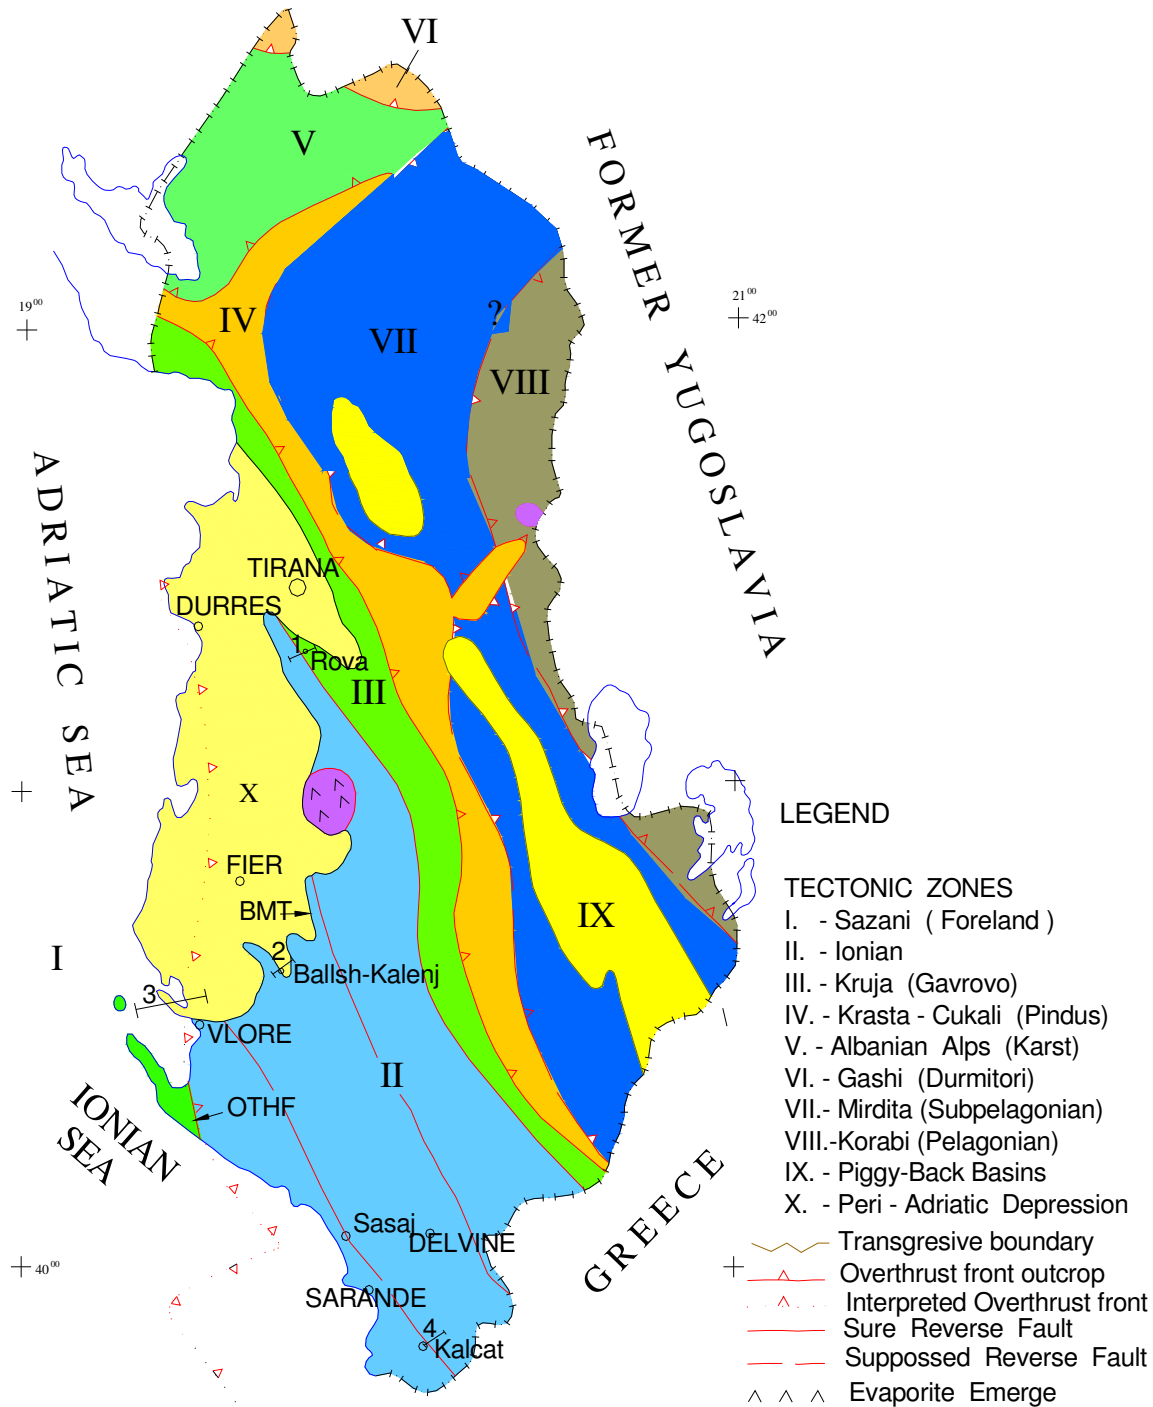 VI
V
FORMER YUGOSLAVIA
19⁰⁰
21⁰⁰
42⁰⁰
IV
VII
?
VIII
ADRIATIC SEA
TIRANA
DURRES
1
Rova
III
X
LEGEND
FIER
BMT
IX
TECTONIC ZONES
I. - Sazani ( Foreland )
II. - Ionian
III. - Kruja (Gavrovo)
IV. - Krasta - Cukali (Pindus)
V. - Albanian Alps (Karst)
VI. - Gashi (Durmitori)
VII.- Mirdita (Subpelagonian)
VIII.-Korabi (Pelagonian)
IX. - Piggy-Back Basins
X. - Peri - Adriatic Depression
Transgresive boundary
Overthrust front outcrop
Interpreted Overthrust front
Sure Reverse Fault
Suppossed Reverse Fault
Evaporite Emerge
I
2
Ballsh-Kalenj
3
VLORE
II
OTHF
IONIAN
SEA
GREECE
Sasaj
DELVINE
40⁰⁰
SARANDE
4
Kalcat